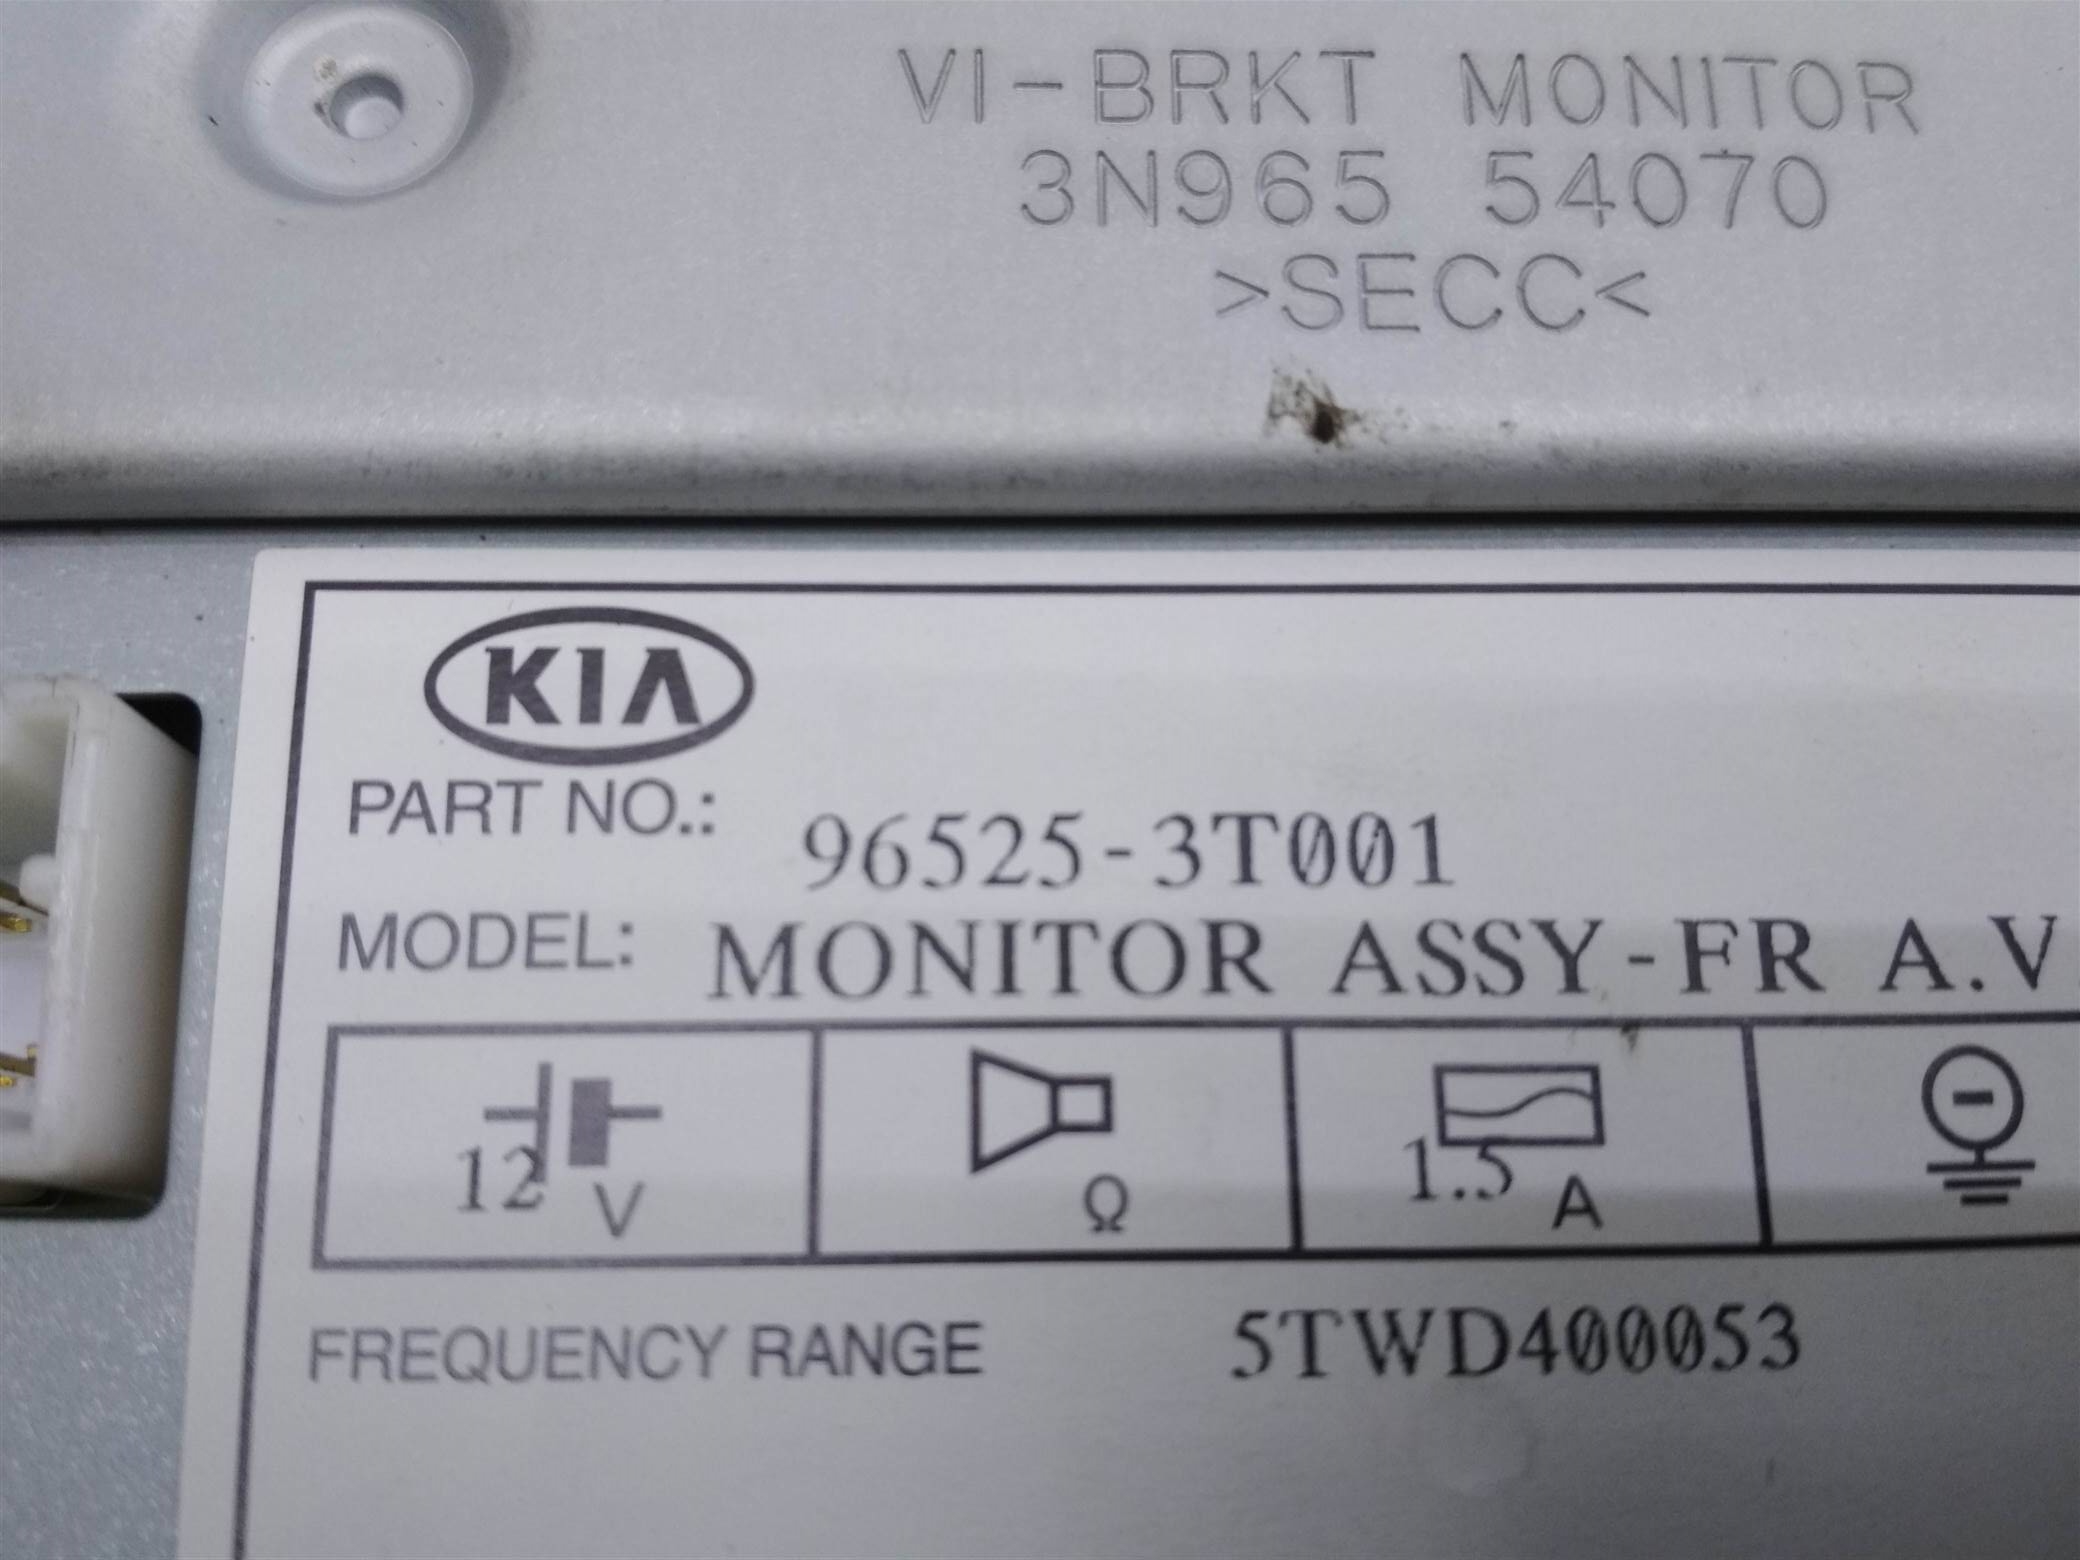 VI-BRKT MONITOR
3N965 54070
>SECC<
KIA
PART NO.: 96525-3T001
MODEL: MONITOR ASSY-FR A.V
12 V
Ω
1.5 A
FREQUENCY RANGE 5TWD400053